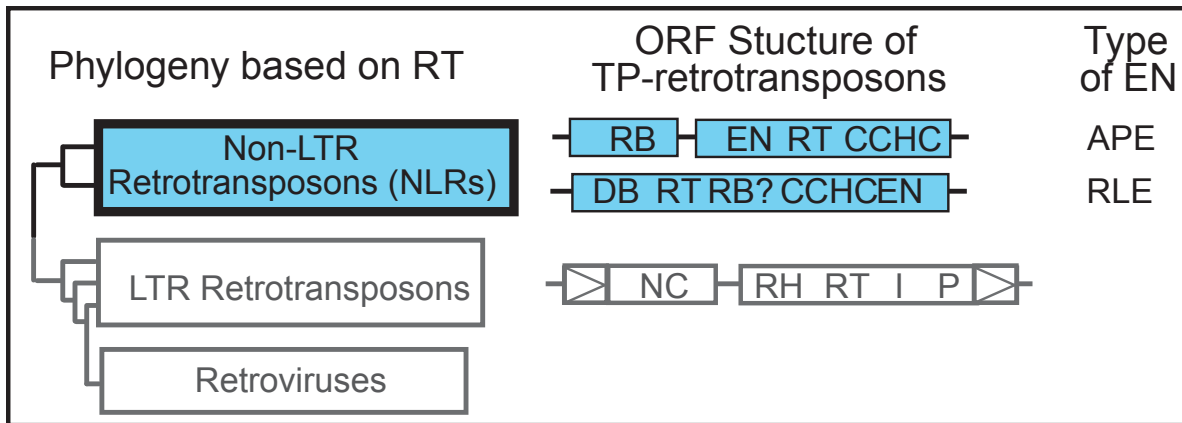 Phylogeny based on RT
ORF Stucture of
TP-retrotransposons
Type
of EN
Non-LTR
Retrotransposons (NLRs)
RB EN RT CCHC
APE
DB RT RB? CCHCEN
RLE
LTR Retrotransposons
NC RH RT I P
Retroviruses